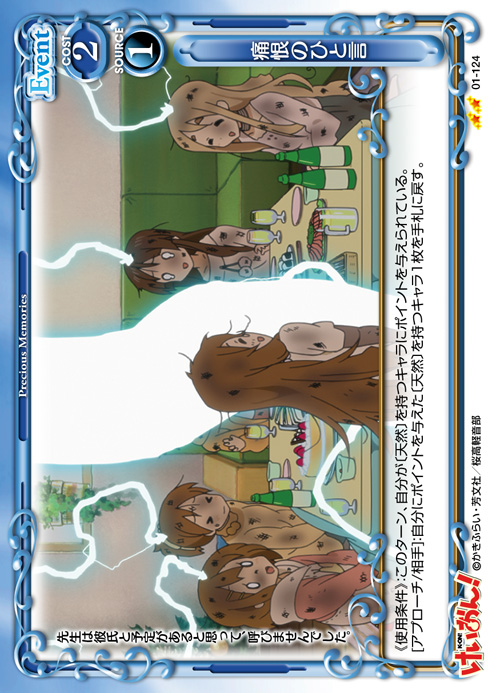 Event
COST
2
SOURCE
1
痛恨のひと言
Precious Memories
先生は彼氏と予定があると思って、呼びませんでした。
《使用条件》:このターン、自分が〔天然〕を持つキャラにポイントを与えられている。
[アプローチ/相手]:自分にポイントを与えた〔天然〕を持つキャラ1枚を手札に戻す。
けいおん!
K-ON!
©かきふらい・芳文社/桜高軽音部
01-124